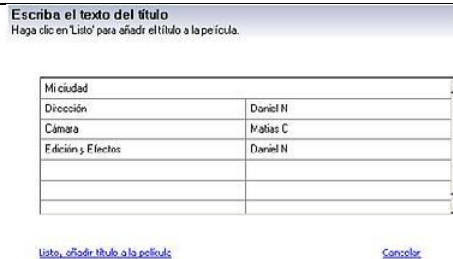 Escriba el texto del título
Haga clic en 'Listo' para añadir el título a la película.
Mi ciudad
Dirección Daniel N
Cámara Matías C
Edición y Efectos Daniel N
Listo, añadir título a la película Cancelar